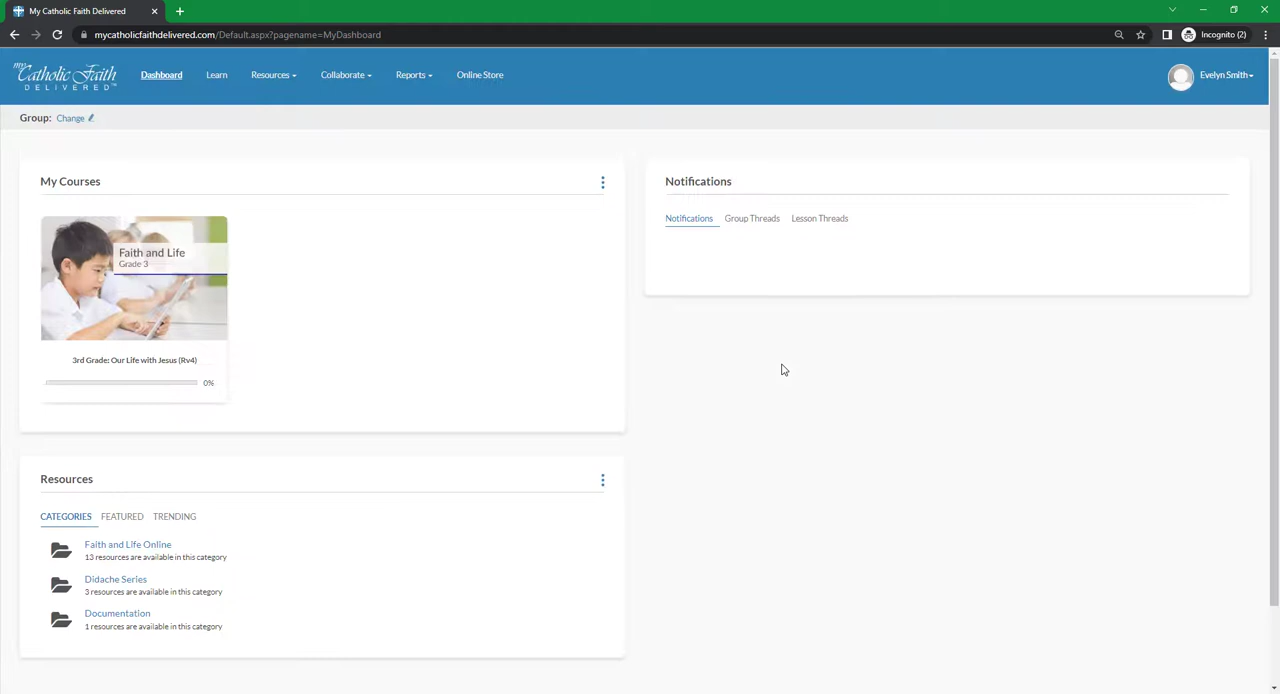 My Catholic Faith Delivered
mycatholicfaithdelivered.com/Default.aspx?pagename=MyDashboard
Incognito (2)
my Catholic Faith DELIVERED™
Dashboard
Learn
Resources
Collaborate
Reports
Online Store
Evelyn Smith
Group: Change
My Courses
Faith and Life
Grade 3
3rd Grade: Our Life with Jesus (Rv4)
0%
Notifications
Notifications Group Threads Lesson Threads
Resources
CATEGORIES FEATURED TRENDING
Faith and Life Online
13 resources are available in this category
Didache Series
3 resources are available in this category
Documentation
1 resources are available in this category